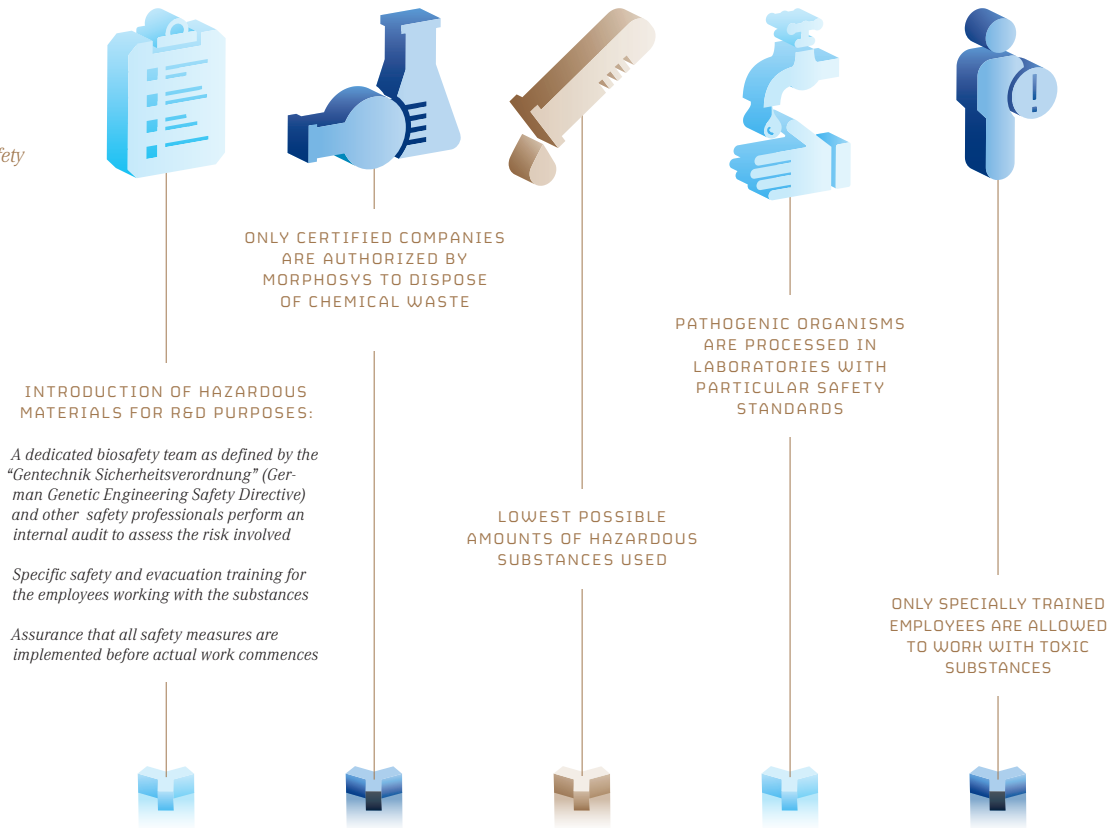 fety
ONLY CERTIFIED COMPANIES
ARE AUTHORIZED BY
MORPHOSYS TO DISPOSE
OF CHEMICAL WASTE
PATHOGENIC ORGANISMS
ARE PROCESSED IN
LABORATORIES WITH
PARTICULAR SAFETY
STANDARDS
INTRODUCTION OF HAZARDOUS
MATERIALS FOR R&D PURPOSES:
A dedicated biosafety team as defined by the
“Gentechnik Sicherheitsverordnung” (Ger-
man Genetic Engineering Safety Directive)
and other safety professionals perform an
internal audit to assess the risk involved
Specific safety and evacuation training for
the employees working with the substances
Assurance that all safety measures are
implemented before actual work commences
LOWEST POSSIBLE
AMOUNTS OF HAZARDOUS
SUBSTANCES USED
ONLY SPECIALLY TRAINED
EMPLOYEES ARE ALLOWED
TO WORK WITH TOXIC
SUBSTANCES